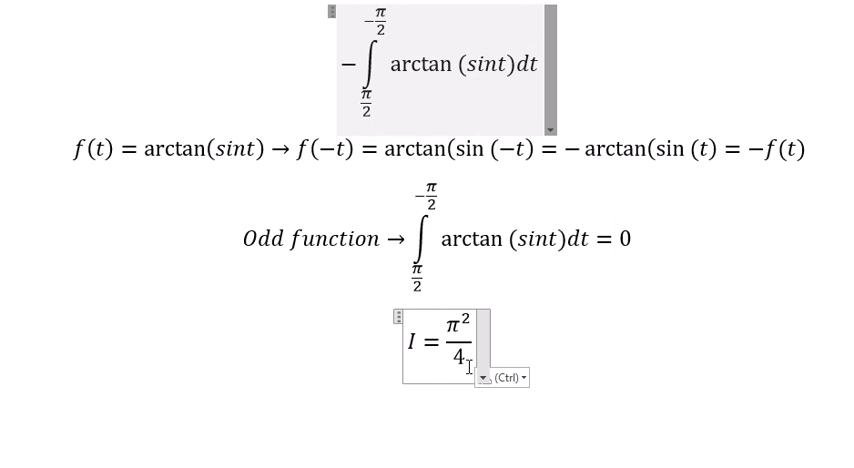 −∫_{π/2}^{−π/2} arctan (sint)dt
f(t) = arctan(sint) → f(−t) = arctan(sin (−t) = − arctan(sin (t) = −f(t)
Odd function → ∫_{π/2}^{−π/2} arctan (sint)dt = 0
I = π²/4
(Ctrl)